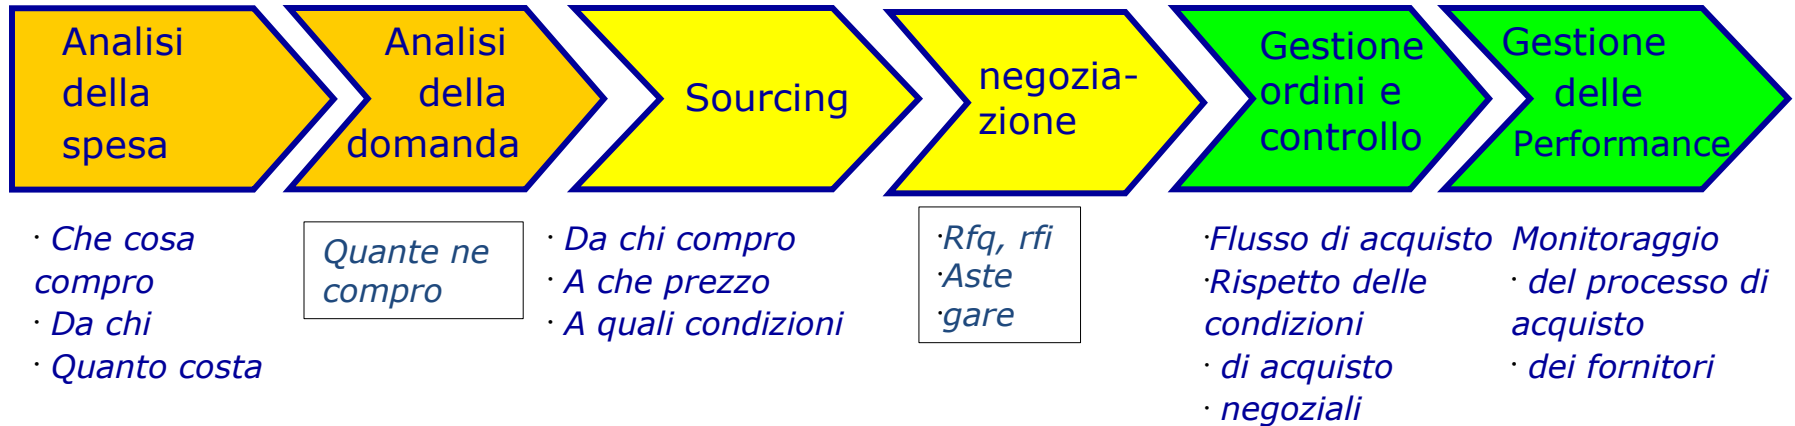 Analisi
della
spesa
Analisi
della
domanda
Sourcing
negozia-
zione
Gestione
ordini e
controllo
Gestione
delle
Performance
· Che cosa
compro
· Da chi
· Quanto costa
Quante ne
compro
· Da chi compro
· A che prezzo
· A quali condizioni
·Rfq, rfi
·Aste
·gare
·Flusso di acquisto
·Rispetto delle
condizioni
· di acquisto
· negoziali
Monitoraggio
· del processo di
acquisto
· dei fornitori